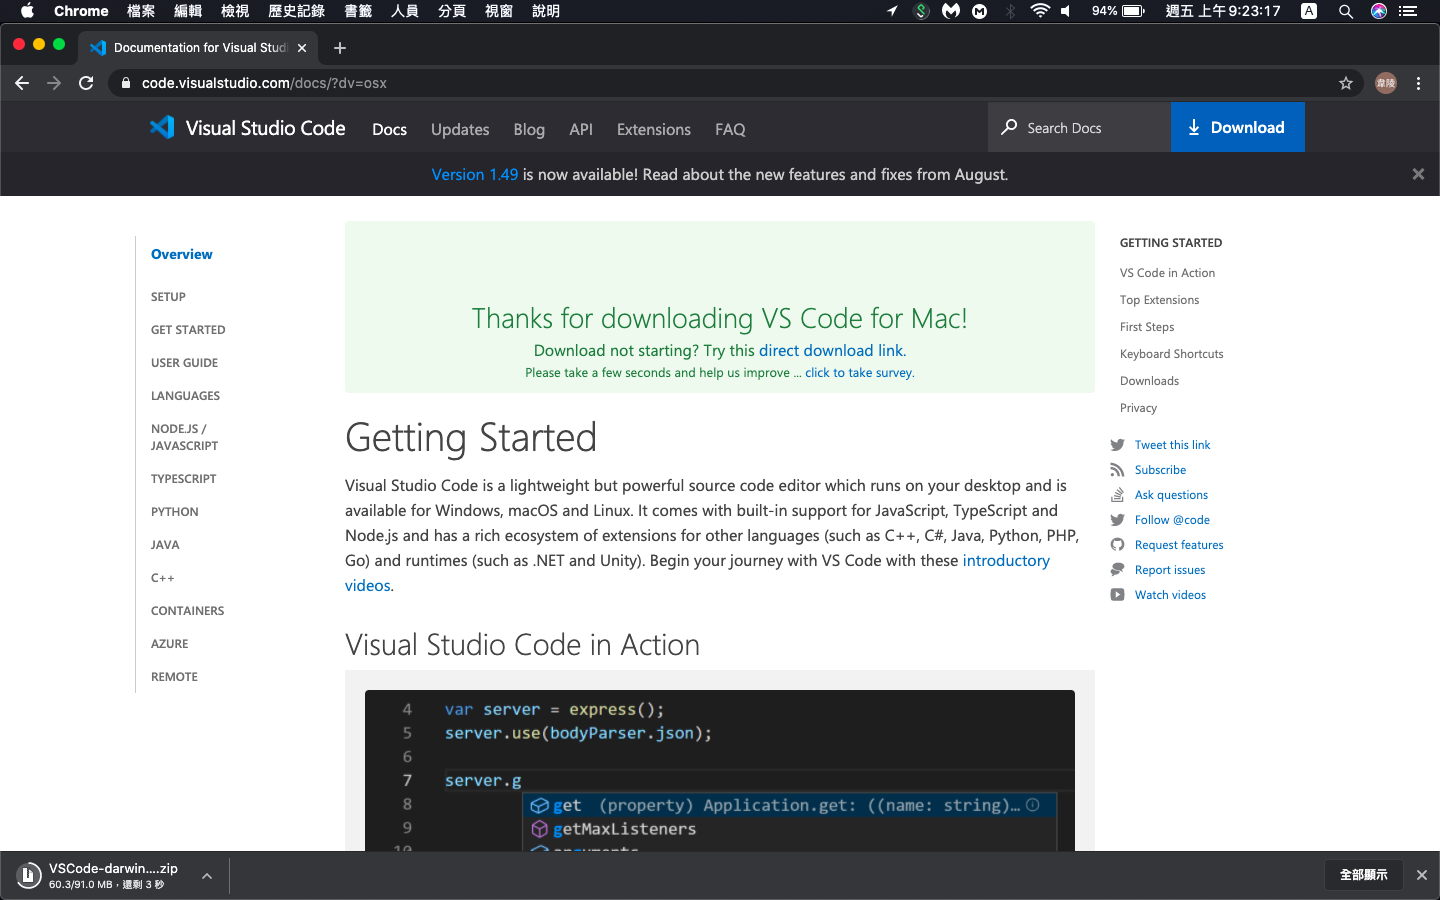 Chrome 檔案 編輯 檢視 歷史記錄 書籤 人員 分頁 視窗 說明 94% 週五 上午9:23:17 A
Documentation for Visual Studi
code.visualstudio.com/docs/?dv=osx
韋陵
Visual Studio Code Docs Updates Blog API Extensions FAQ Search Docs Download
Version 1.49 is now available! Read about the new features and fixes from August.
Overview
SETUP
GET STARTED
USER GUIDE
LANGUAGES
NODE.JS /
JAVASCRIPT
TYPESCRIPT
PYTHON
JAVA
C++
CONTAINERS
AZURE
REMOTE
Thanks for downloading VS Code for Mac!
Download not starting? Try this direct download link.
Please take a few seconds and help us improve ... click to take survey.
Getting Started
Visual Studio Code is a lightweight but powerful source code editor which runs on your desktop and is
available for Windows, macOS and Linux. It comes with built-in support for JavaScript, TypeScript and
Node.js and has a rich ecosystem of extensions for other languages (such as C++, C#, Java, Python, PHP,
Go) and runtimes (such as .NET and Unity). Begin your journey with VS Code with these introductory
videos.
Visual Studio Code in Action
4 var server = express();
5 server.use(bodyParser.json);
6
7 server.g
8 get (property) Application.get: ((name: string)…
9 getMaxListeners
10 arguments
GETTING STARTED
VS Code in Action
Top Extensions
First Steps
Keyboard Shortcuts
Downloads
Privacy
Tweet this link
Subscribe
Ask questions
Follow @code
Request features
Report issues
Watch videos
VSCode-darwin....zip
60.3/91.0 MB，還剩 3 秒
全部顯示